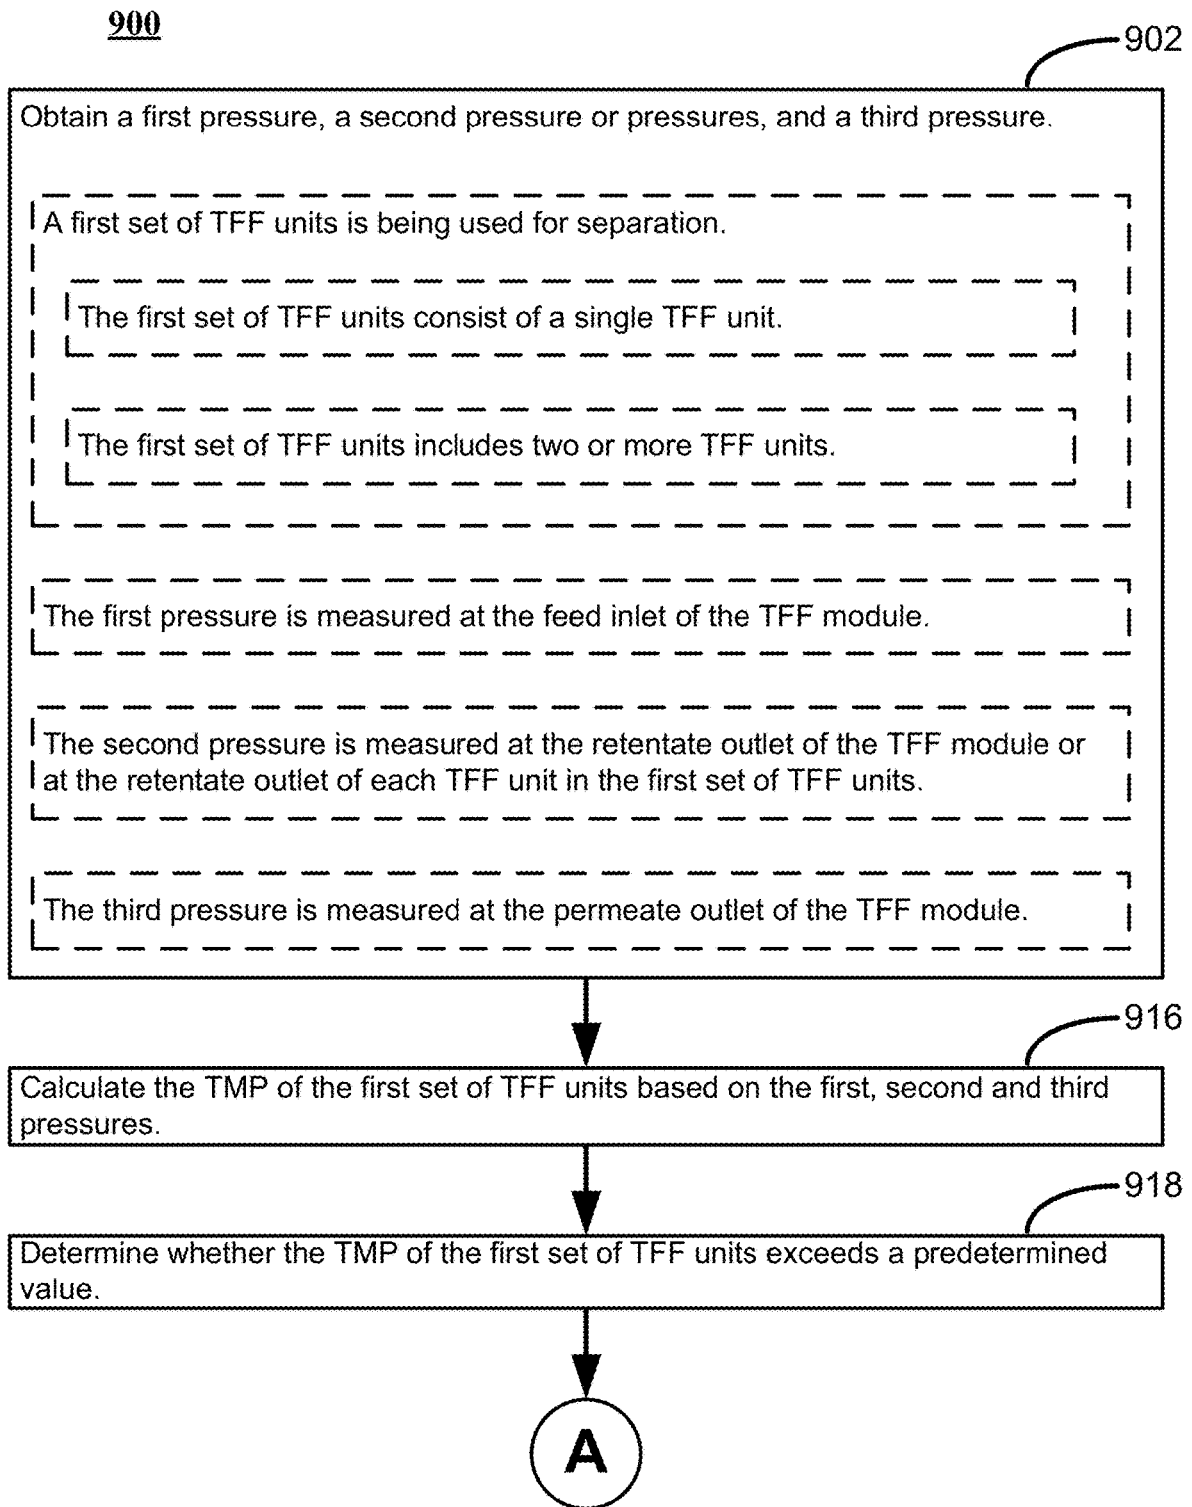 900
902
Obtain a first pressure, a second pressure or pressures, and a third pressure.
A first set of TFF units is being used for separation.
The first set of TFF units consist of a single TFF unit.
The first set of TFF units includes two or more TFF units.
The first pressure is measured at the feed inlet of the TFF module.
The second pressure is measured at the retentate outlet of the TFF module or
at the retentate outlet of each TFF unit in the first set of TFF units.
The third pressure is measured at the permeate outlet of the TFF module.
916
Calculate the TMP of the first set of TFF units based on the first, second and third
pressures.
918
Determine whether the TMP of the first set of TFF units exceeds a predetermined
value.
A